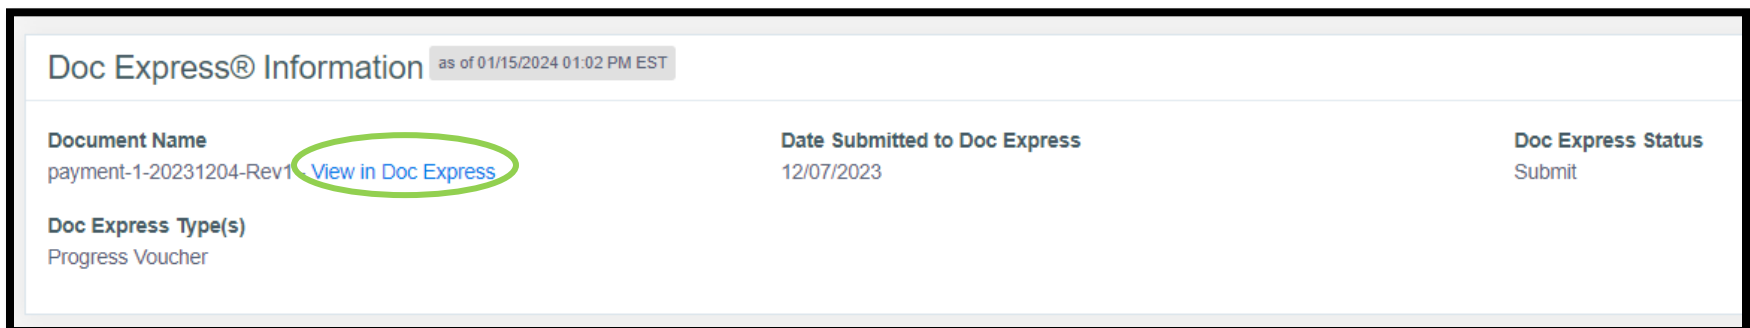 Doc Express® Information as of 01/15/2024 01:02 PM EST
Document Name
payment-1-20231204-Rev1 - View in Doc Express
Date Submitted to Doc Express
12/07/2023
Doc Express Status
Submit
Doc Express Type(s)
Progress Voucher